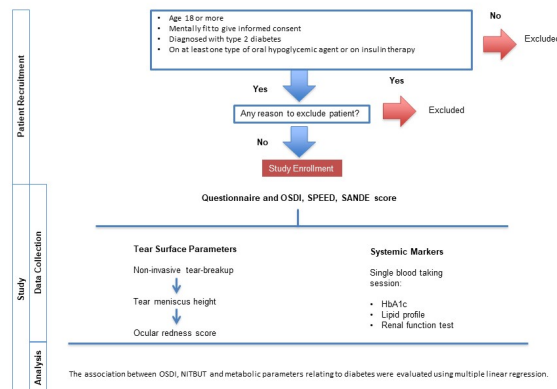 • Age 18 or more
• Mentally fit to give informed consent
• Diagnosed with type 2 diabetes
• On at least one type of oral hypoglycemic agent or on insulin therapy
No
Excluded
Yes
Yes
Any reason to exclude patient?
Excluded
No
Study Enrollment
Patient Recruitment
Questionnaire and OSDI, SPEED, SANDE score
Study
Data Collection
Tear Surface Parameters
Non-invasive tear-breakup
Tear meniscus height
Ocular redness score
Systemic Markers
Single blood taking
session:
• HbA1c
• Lipid profile
• Renal function test
Analysis
The association between OSDI, NITBUT and metabolic parameters relating to diabetes were evaluated using multiple linear regression.